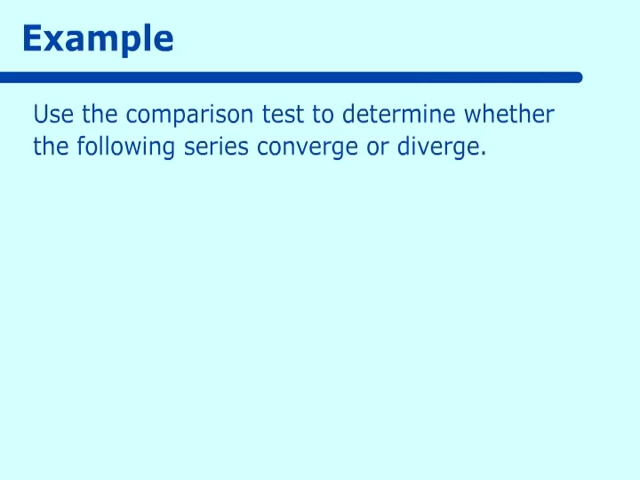 Example
Use the comparison test to determine whether
the following series converge or diverge.